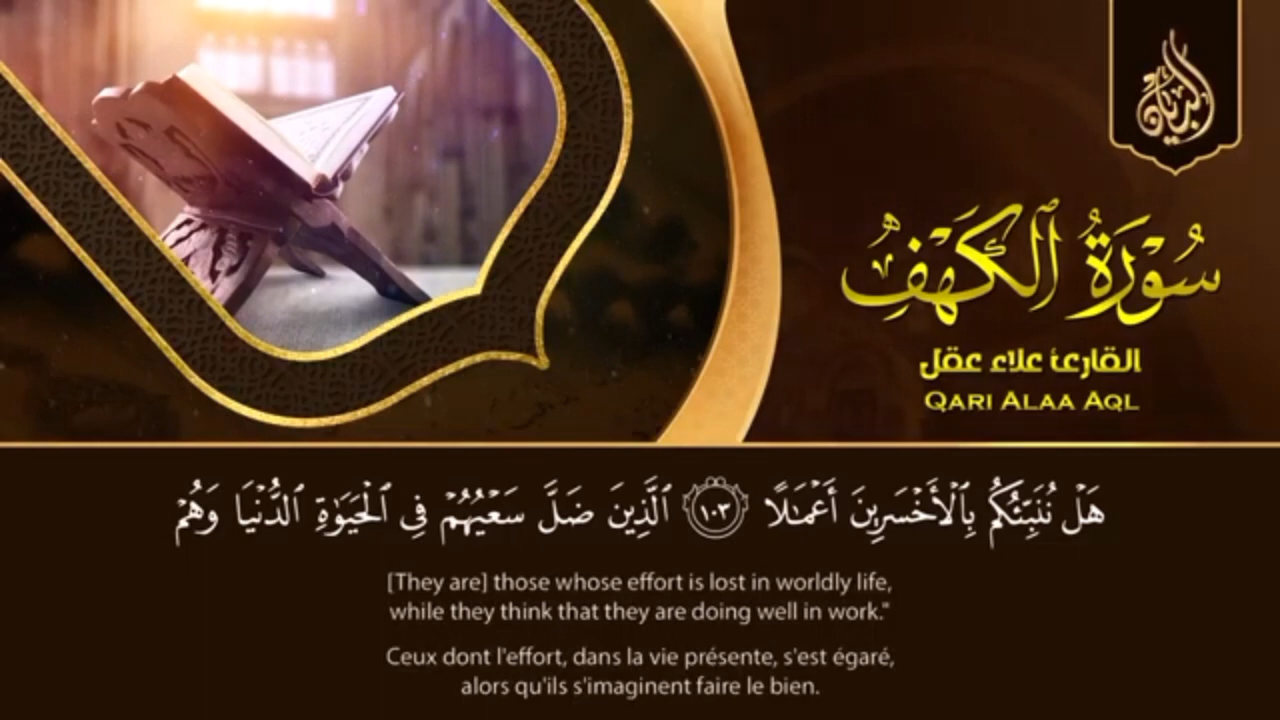 البيان
سُورَةُ ٱلْكَهْفِ
القارئ علاء عقل
QARI ALAA AQL
هَلْ نُنَبِّئُكُم بِٱلْأَخْسَرِينَ أَعْمَـٰلًا ١٠٣ ٱلَّذِينَ ضَلَّ سَعْيُهُمْ فِى ٱلْحَيَوٰةِ ٱلدُّنْيَا وَهُمْ
[They are] those whose effort is lost in worldly life,
while they think that they are doing well in work."
Ceux dont l'effort, dans la vie présente, s'est égaré,
alors qu'ils s'imaginent faire le bien.